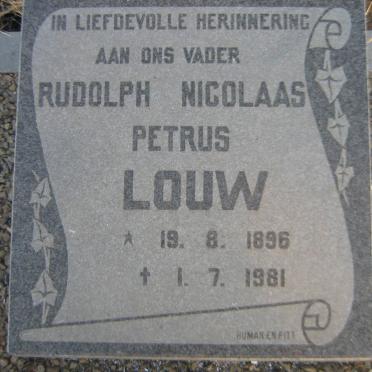 IN LIEFDEVOLLE HERINNERING
AAN ONS VADER
RUDOLPH NICOLAAS
PETRUS
LOUW
★ 19. 8. 1896
✝ 1. 7. 1981
HUMAN EN PITT